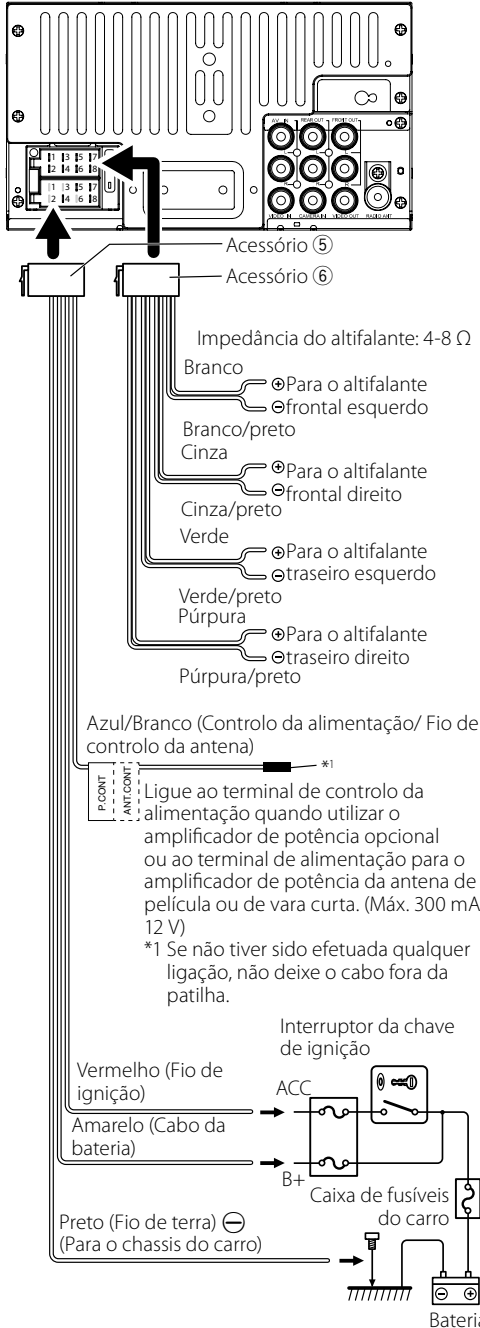 A.V. IN REAR OUT FRONT OUT
L L
R R
VIDEO IN CAMERA IN VIDEO OUT RADIO ANT
1 3 5 7
2 4 6 8
1 3 5 7
2 4 6 8
Acessório ⑤
Acessório ⑥
Impedância do altifalante: 4-8 Ω
Branco
⊕Para o altifalante
⊖frontal esquerdo
Branco/preto
Cinza
⊕Para o altifalante
⊖frontal direito
Cinza/preto
Verde
⊕Para o altifalante
⊖traseiro esquerdo
Verde/preto
Púrpura
⊕Para o altifalante
⊖traseiro direito
Púrpura/preto
Azul/Branco (Controlo da alimentação/ Fio de
controlo da antena)
P.CONT
ANT.CONT
*1
Ligue ao terminal de controlo da
alimentação quando utilizar o
amplificador de potência opcional
ou ao terminal de alimentação para o
amplificador de potência da antena de
película ou de vara curta. (Máx. 300 mA
12 V)
*1 Se não tiver sido efetuada qualquer
ligação, não deixe o cabo fora da
patilha.
Interruptor da chave
de ignição
Vermelho (Fio de
ignição)
ACC
Amarelo (Cabo da
bateria)
B+
Caixa de fusíveis
do carro
Preto (Fio de terra) ⊖
(Para o chassis do carro)
⊖ ⊕
Bateria